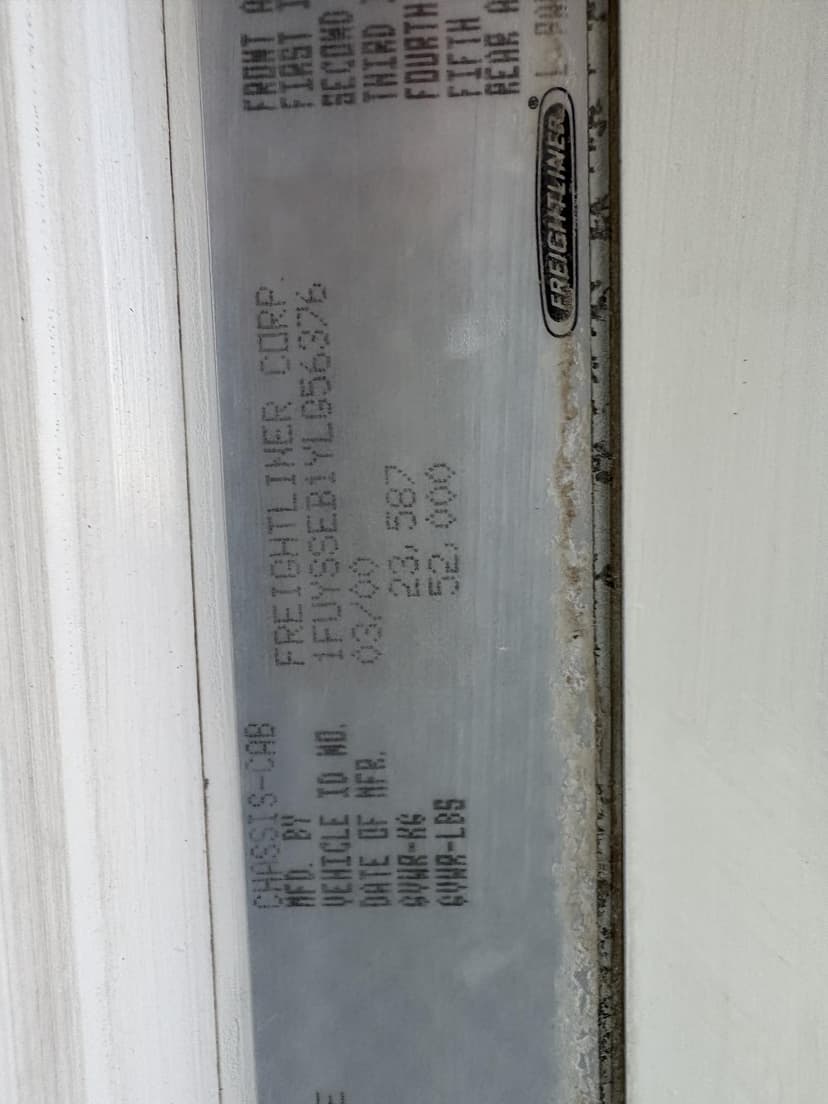 CHASSIS-CAB
MFD. BY FREIGHTLINER CORP.
VEHICLE ID NO. 1FUYSSEB1YLG56376
DATE OF MFR. 03/00
GVWR-KG 23,587
GVWR-LBS 52,000
FRONT
FIRST
SECOND
THIRD
FOURTH
FIFTH
REAR
FREIGHTLINER®